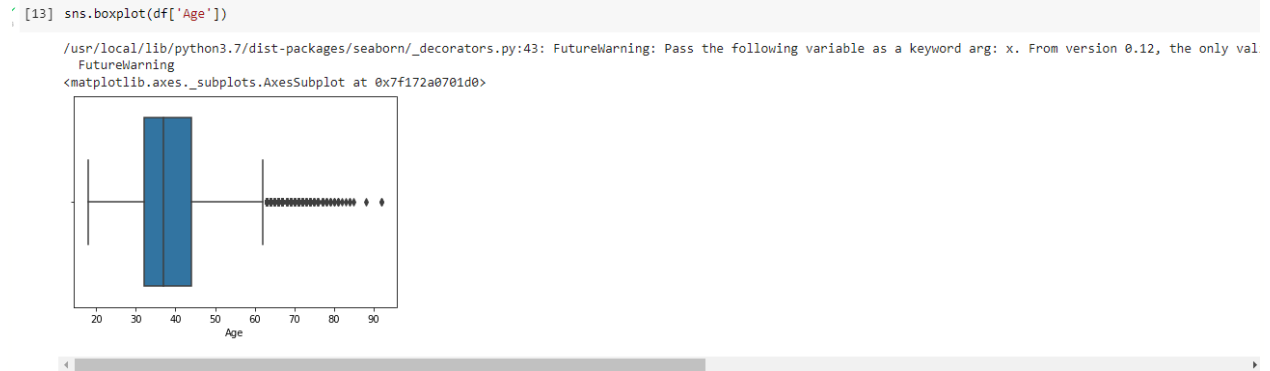 [13] sns.boxplot(df['Age'])
/usr/local/lib/python3.7/dist-packages/seaborn/_decorators.py:43: FutureWarning: Pass the following variable as a keyword arg: x. From version 0.12, the only val
FutureWarning
<matplotlib.axes._subplots.AxesSubplot at 0x7f172a0701d0>
20 30 40 50 60 70 80 90
Age